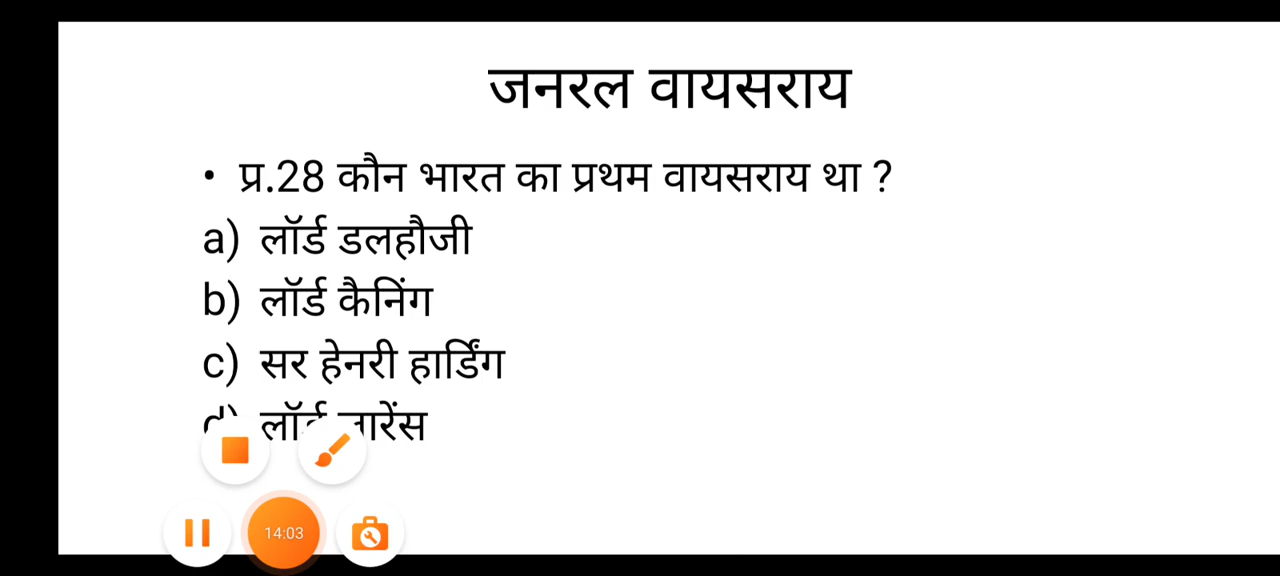 जनरल वायसराय
• प्र.28 कौन भारत का प्रथम वायसराय था ?
a) लॉर्ड डलहौजी
b) लॉर्ड कैनिंग
c) सर हेनरी हार्डिंग
d) लॉर्ड लारेंस
14:03